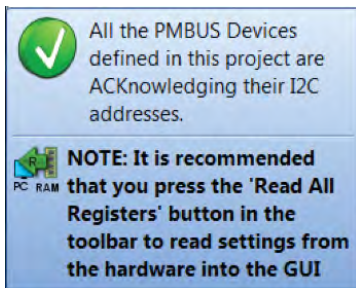 All the PMBUS Devices
defined in this project are
ACKnowledging their I2C
addresses.
R
PC RAM
NOTE: It is recommended
that you press the 'Read All
Registers' button in the
toolbar to read settings from
the hardware into the GUI